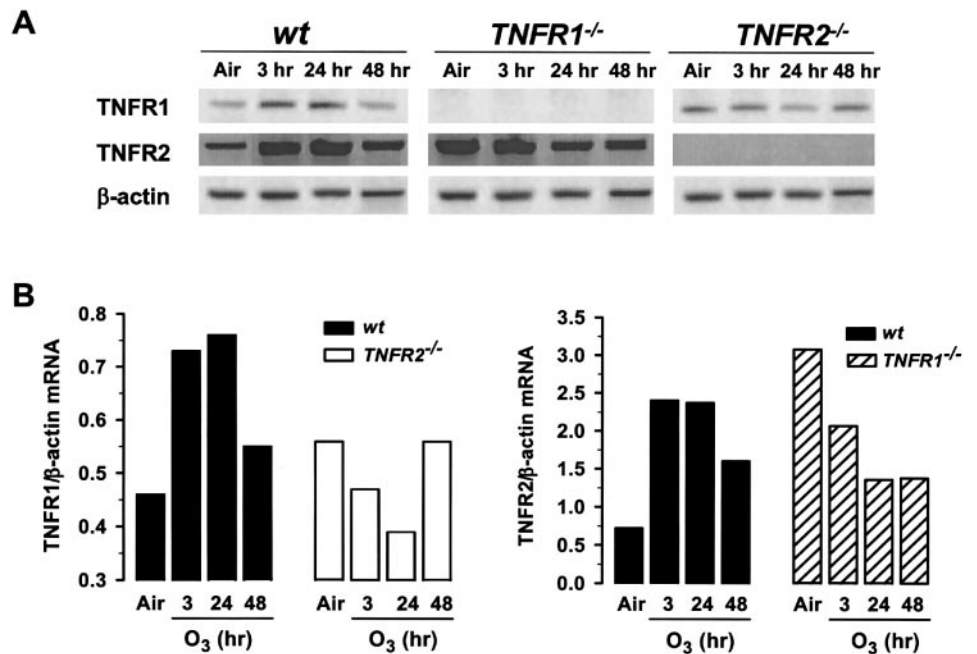 A
wt TNFR1-/- TNFR2-/-
Air 3 hr 24 hr 48 hr Air 3 hr 24 hr 48 hr Air 3 hr 24 hr 48 hr
TNFR1
TNFR2
β-actin
B
TNFR1/β-actin mRNA
0.8
0.7
0.6
0.5
0.4
0.3
wt
TNFR2-/-
Air 3 24 48 Air 3 24 48
O3 (hr) O3 (hr)
TNFR2/β-actin mRNA
3.5
3.0
2.5
2.0
1.5
1.0
0.5
0.0
wt
TNFR1-/-
Air 3 24 48 Air 3 24 48
O3 (hr) O3 (hr)